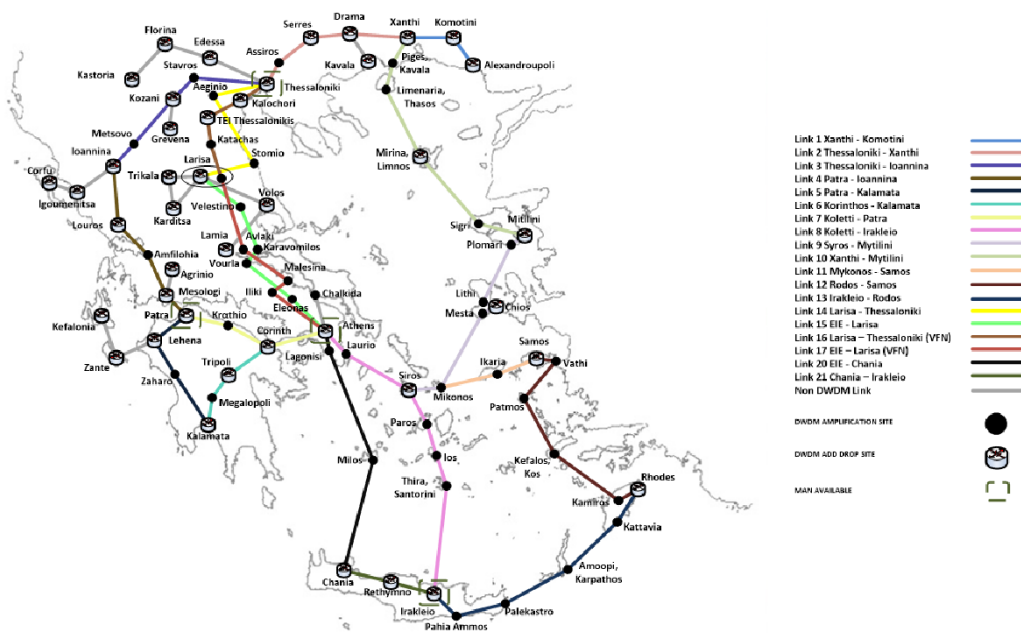 Florina
Drama
Xanthi
Komotini
Serres
Edessa
Assiros
Piges,
Kavala
Stavros
Kavala
Alexandroupoli
Kastoria
Aeginio
Thessaloniki
Limenaria,
Thasos
Kozani
Kalochori
TEI Thessalonikis
Grevena
Metsovo
Katachas
Ioannina
Larisa
Stomio
Mirina,
Limnos
Corfu
Trikala
Igoumenitsa
Volos
Karditsa
Velestino
Sigri
Mitilini
Louros
Lamia
Avlaki
Karavomilos
Plomari
Amfilohia
Vourla
Malesina
Agrinio
Iliki
Chalkida
Lithi
Mesologi
Eleonas
Chios
Kefalonia
Patra
Krathio
Athens
Mesta
Lehena
Corinth
Lagonisi
Laurio
Samos
Zante
Tripoli
Ikaria
Vathi
Zaharo
Siros
Mikonos
Megalopoli
Patmos
Kalamata
Paros
Milos
Ios
Kefalos,
Kos
Thira,
Santorini
Rhodes
Kamiros
Kattavia
Chania
Amoopi,
Karpathos
Rethymno
Irakleio
Palekastro
Pahia Ammos
Link 1 Xanthi - Komotini
Link 2 Thessaloniki - Xanthi
Link 3 Thessaloniki - Ioannina
Link 4 Patra - Ioannina
Link 5 Patra - Kalamata
Link 6 Korinthos - Kalamata
Link 7 Koletti - Patra
Link 8 Koletti - Irakleio
Link 9 Syros - Mytilini
Link 10 Xanthi - Mytilini
Link 11 Mykonos - Samos
Link 12 Rodos - Samos
Link 13 Irakleio - Rodos
Link 14 Larisa - Thessaloniki
Link 15 EIE - Larisa
Link 16 Larisa – Thessaloniki (VFN)
Link 17 EIE – Larisa (VFN)
Link 20 EIE - Chania
Link 21 Chania – Irakleio
Non DWDM Link
DWDM AMPLIFICATION SITE
DWDM ADD DROP SITE
MAN AVAILABLE